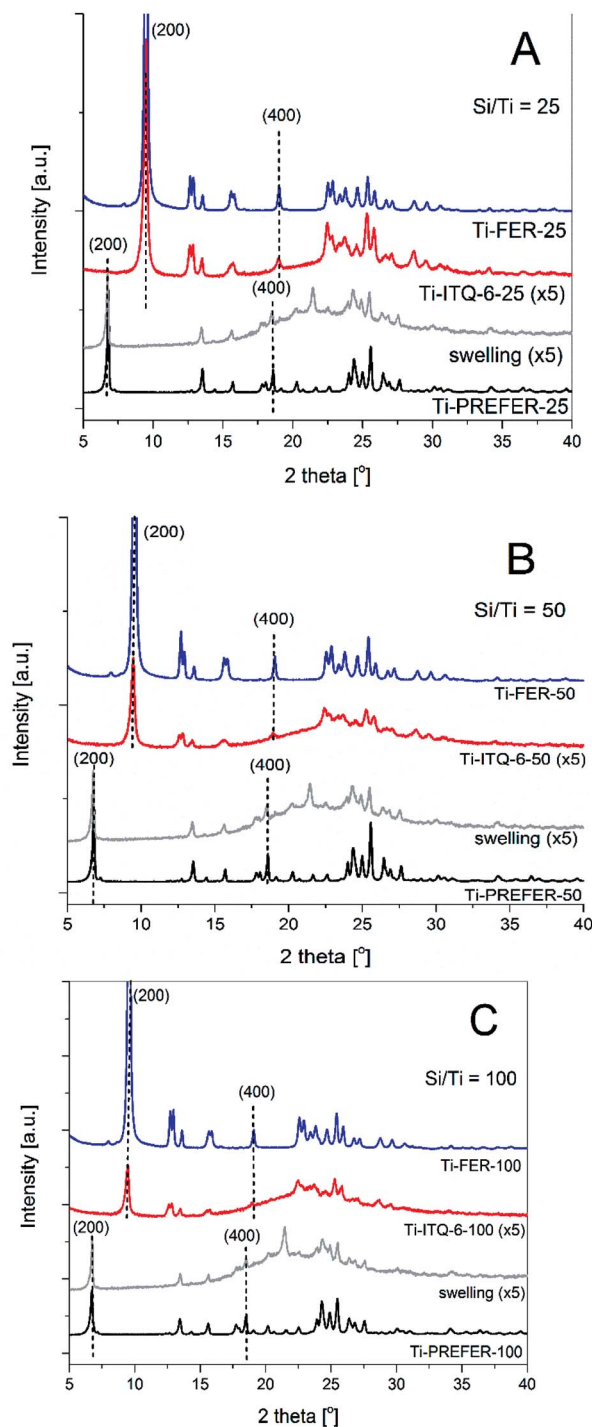 A
(200)
Si/Ti = 25
(400)
Ti-FER-25
(200)
Ti-ITQ-6-25 (x5)
(400)
swelling (x5)
Ti-PREFER-25
Intensity [a.u.]
5 10 15 20 25 30 35 40
2 theta [°]
B
(200)
Si/Ti = 50
(400)
Ti-FER-50
(200)
Ti-ITQ-6-50 (x5)
(400)
swelling (x5)
Ti-PREFER-50
Intensity [a.u.]
5 10 15 20 25 30 35 40
2 theta [°]
C
(200)
Si/Ti = 100
(400)
Ti-FER-100
(200)
Ti-ITQ-6-100 (x5)
(400)
swelling (x5)
Ti-PREFER-100
Intensity [a.u.]
5 10 15 20 25 30 35 40
2 theta [°]